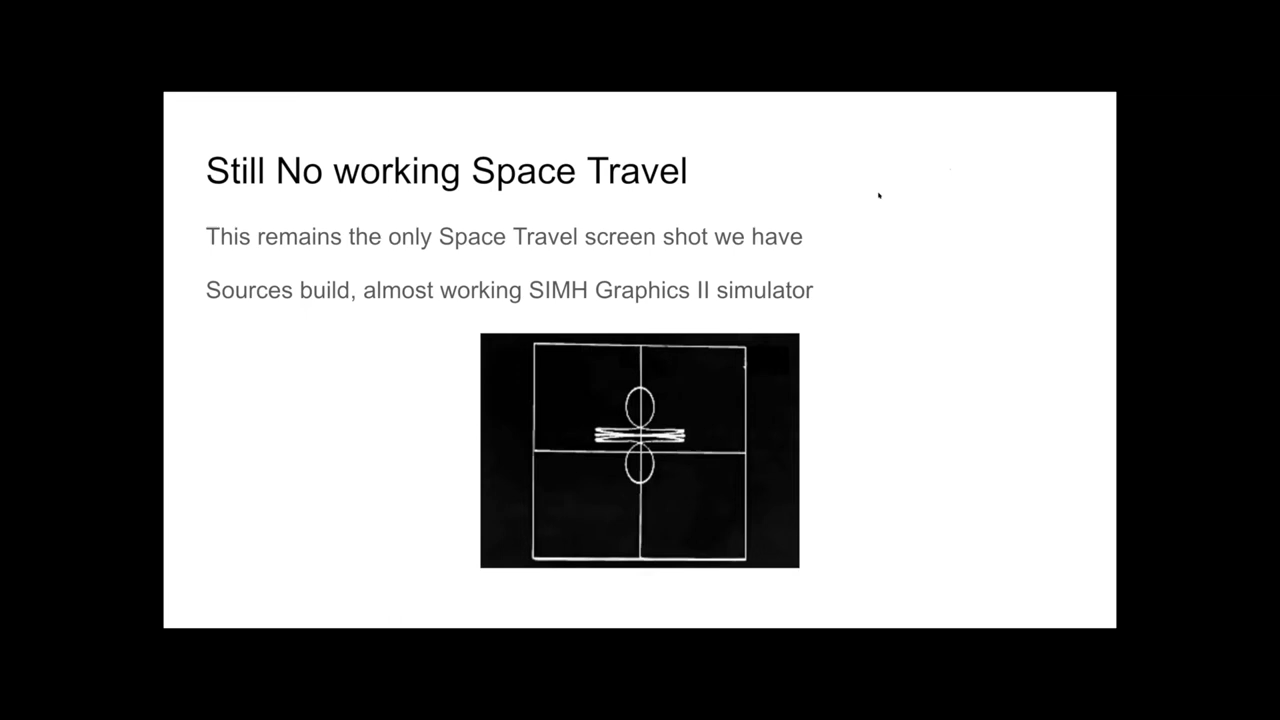 Still No working Space Travel
This remains the only Space Travel screen shot we have
Sources build, almost working SIMH Graphics II simulator